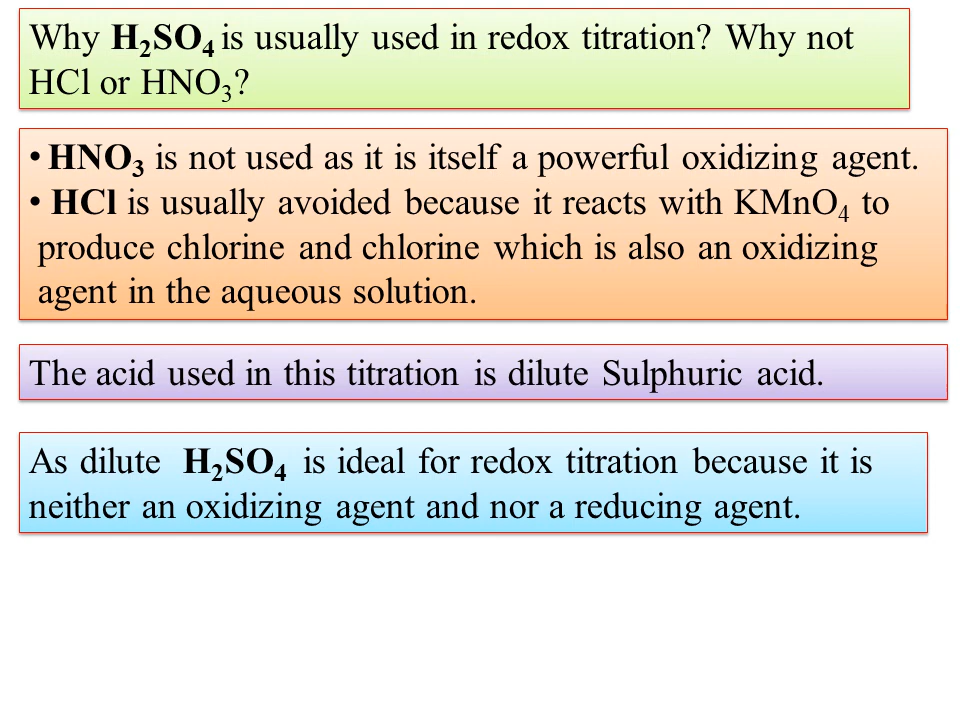 Why H₂SO₄ is usually used in redox titration? Why not
HCl or HNO₃?
• HNO₃ is not used as it is itself a powerful oxidizing agent.
• HCl is usually avoided because it reacts with KMnO₄ to
produce chlorine and chlorine which is also an oxidizing
agent in the aqueous solution.
The acid used in this titration is dilute Sulphuric acid.
As dilute H₂SO₄ is ideal for redox titration because it is
neither an oxidizing agent and nor a reducing agent.